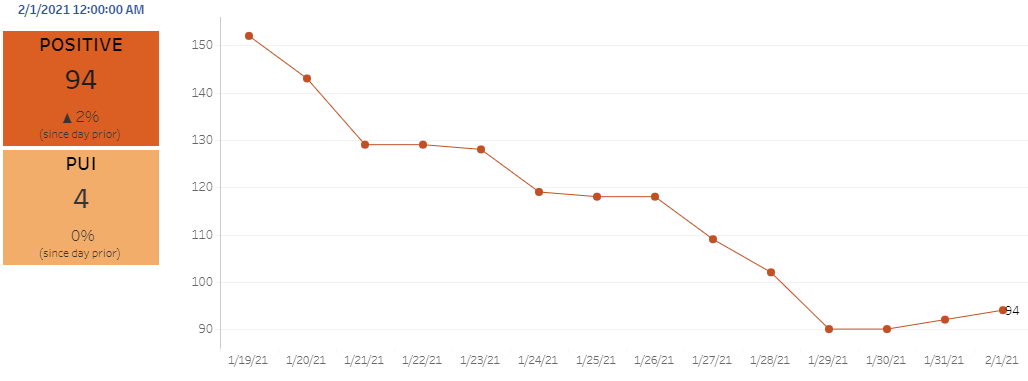 2/1/2021 12:00:00 AM
POSITIVE
94
▲ 2%
(since day prior)
PUI
4
0%
(since day prior)
150
140
130
120
110
100
90
94
1/19/21 1/20/21 1/21/21 1/22/21 1/23/21 1/24/21 1/25/21 1/26/21 1/27/21 1/28/21 1/29/21 1/30/21 1/31/21 2/1/21